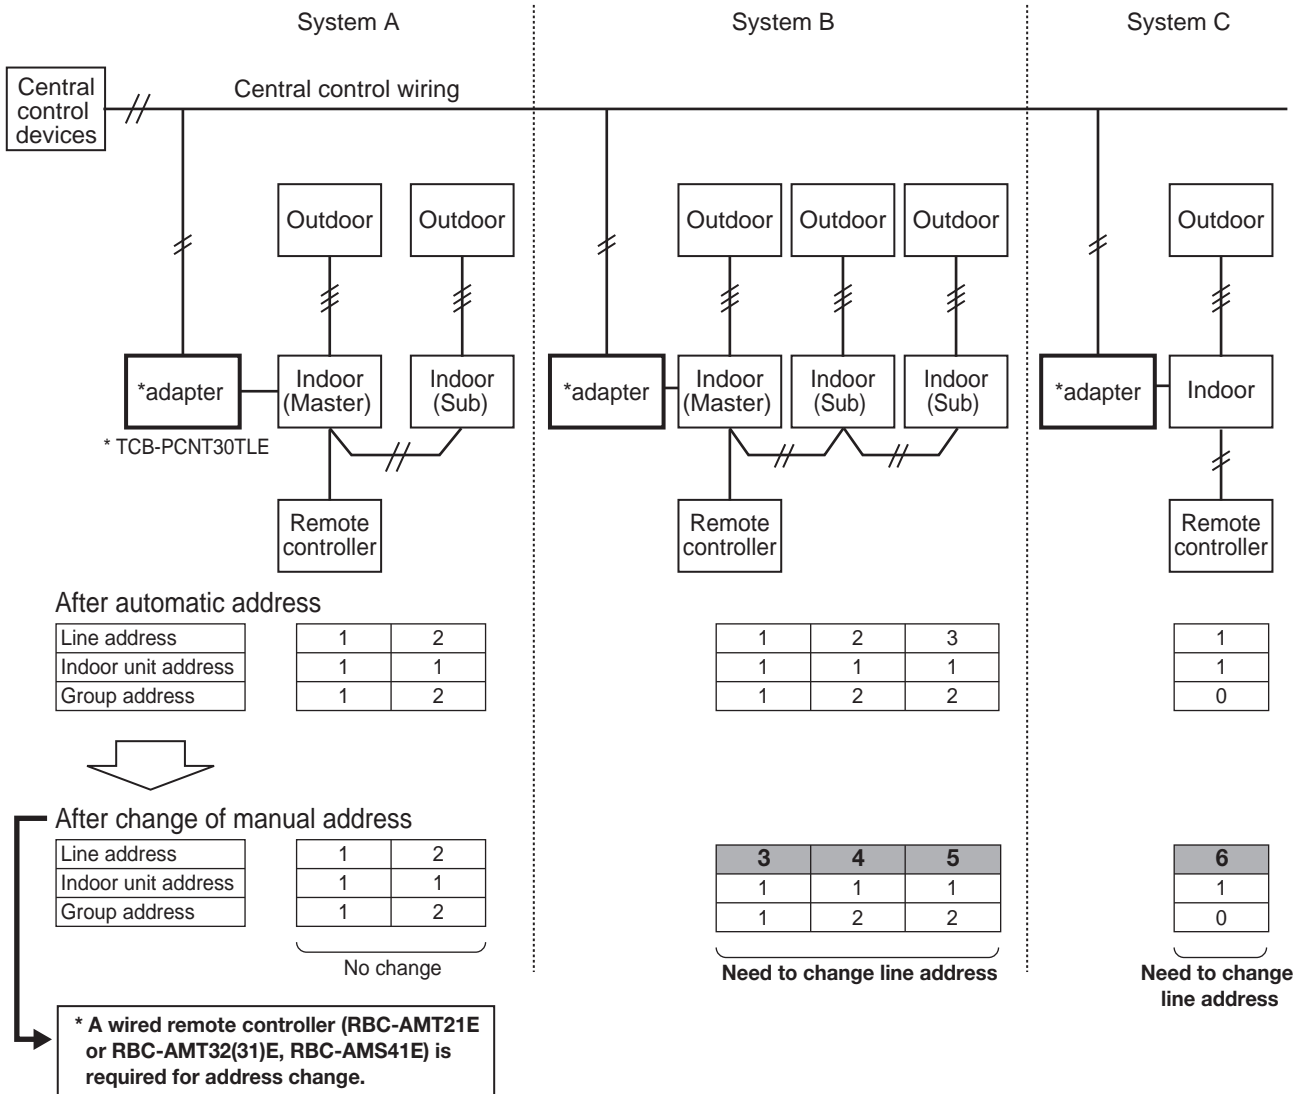 System A
System B
System C
Central
control
devices
Central control wiring
Outdoor
Outdoor
Outdoor
Outdoor
Outdoor
Outdoor
*adapter
Indoor
(Master)
Indoor
(Sub)
*adapter
Indoor
(Master)
Indoor
(Sub)
Indoor
(Sub)
*adapter
Indoor
* TCB-PCNT30TLE
Remote
controller
Remote
controller
Remote
controller
After automatic address
Line address 1 2 1 2 3 1
Indoor unit address 1 1 1 1 1 1
Group address 1 2 1 2 2 0
After change of manual address
Line address 1 2 3 4 5 6
Indoor unit address 1 1 1 1 1 1
Group address 1 2 1 2 2 0
No change
Need to change line address
Need to change
line address
* A wired remote controller (RBC-AMT21E
or RBC-AMT32(31)E, RBC-AMS41E) is
required for address change.